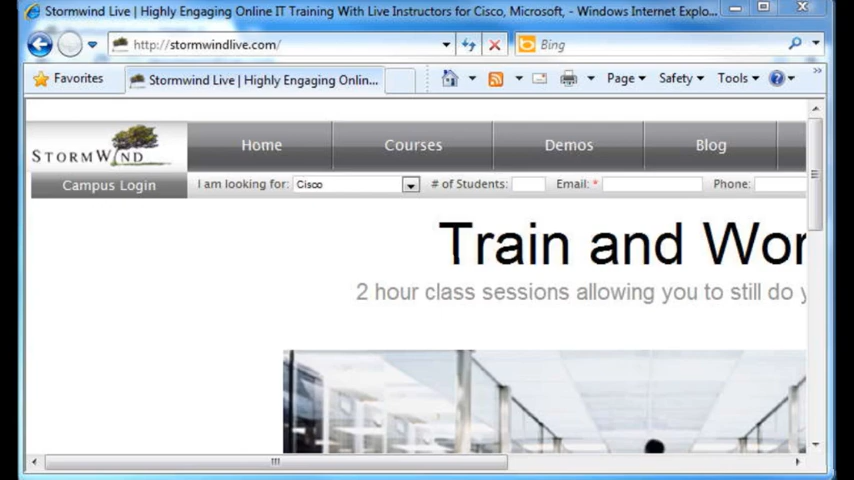 Stormwind Live | Highly Engaging Online IT Training With Live Instructors for Cisco, Microsoft, - Windows Internet Explo...
http://stormwindlive.com/
Bing
Favorites
Stormwind Live | Highly Engaging Onlin...
Page
Safety
Tools
STORMWIND
Home
Courses
Demos
Blog
Campus Login
I am looking for:
Cisco
# of Students:
Email: *
Phone:
Train and Wor
2 hour class sessions allowing you to still do y